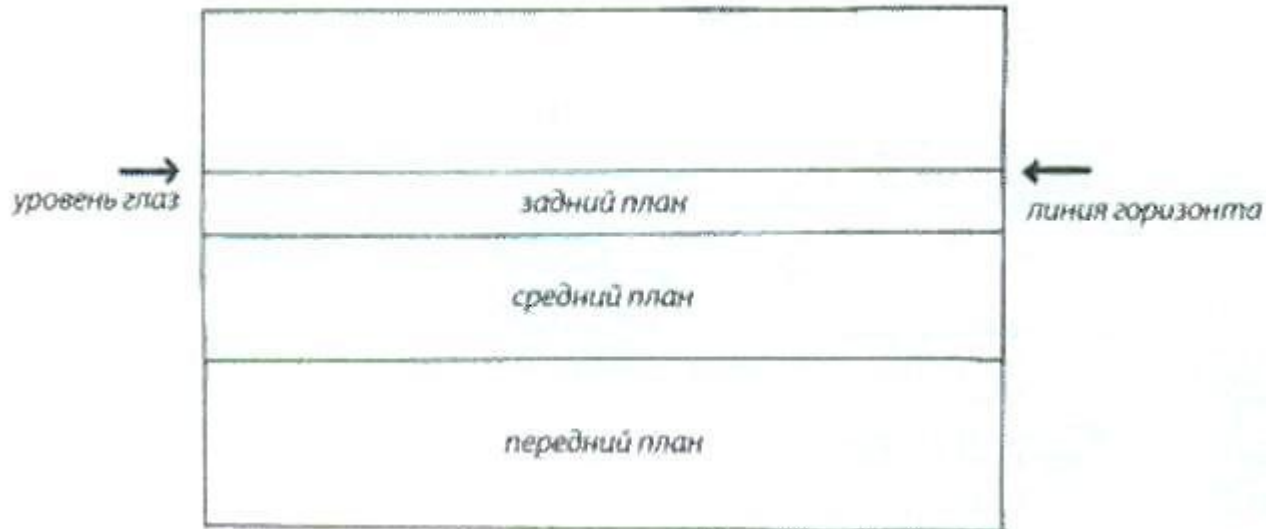 уровень глаз
задний план
линия горизонта
средний план
передний план